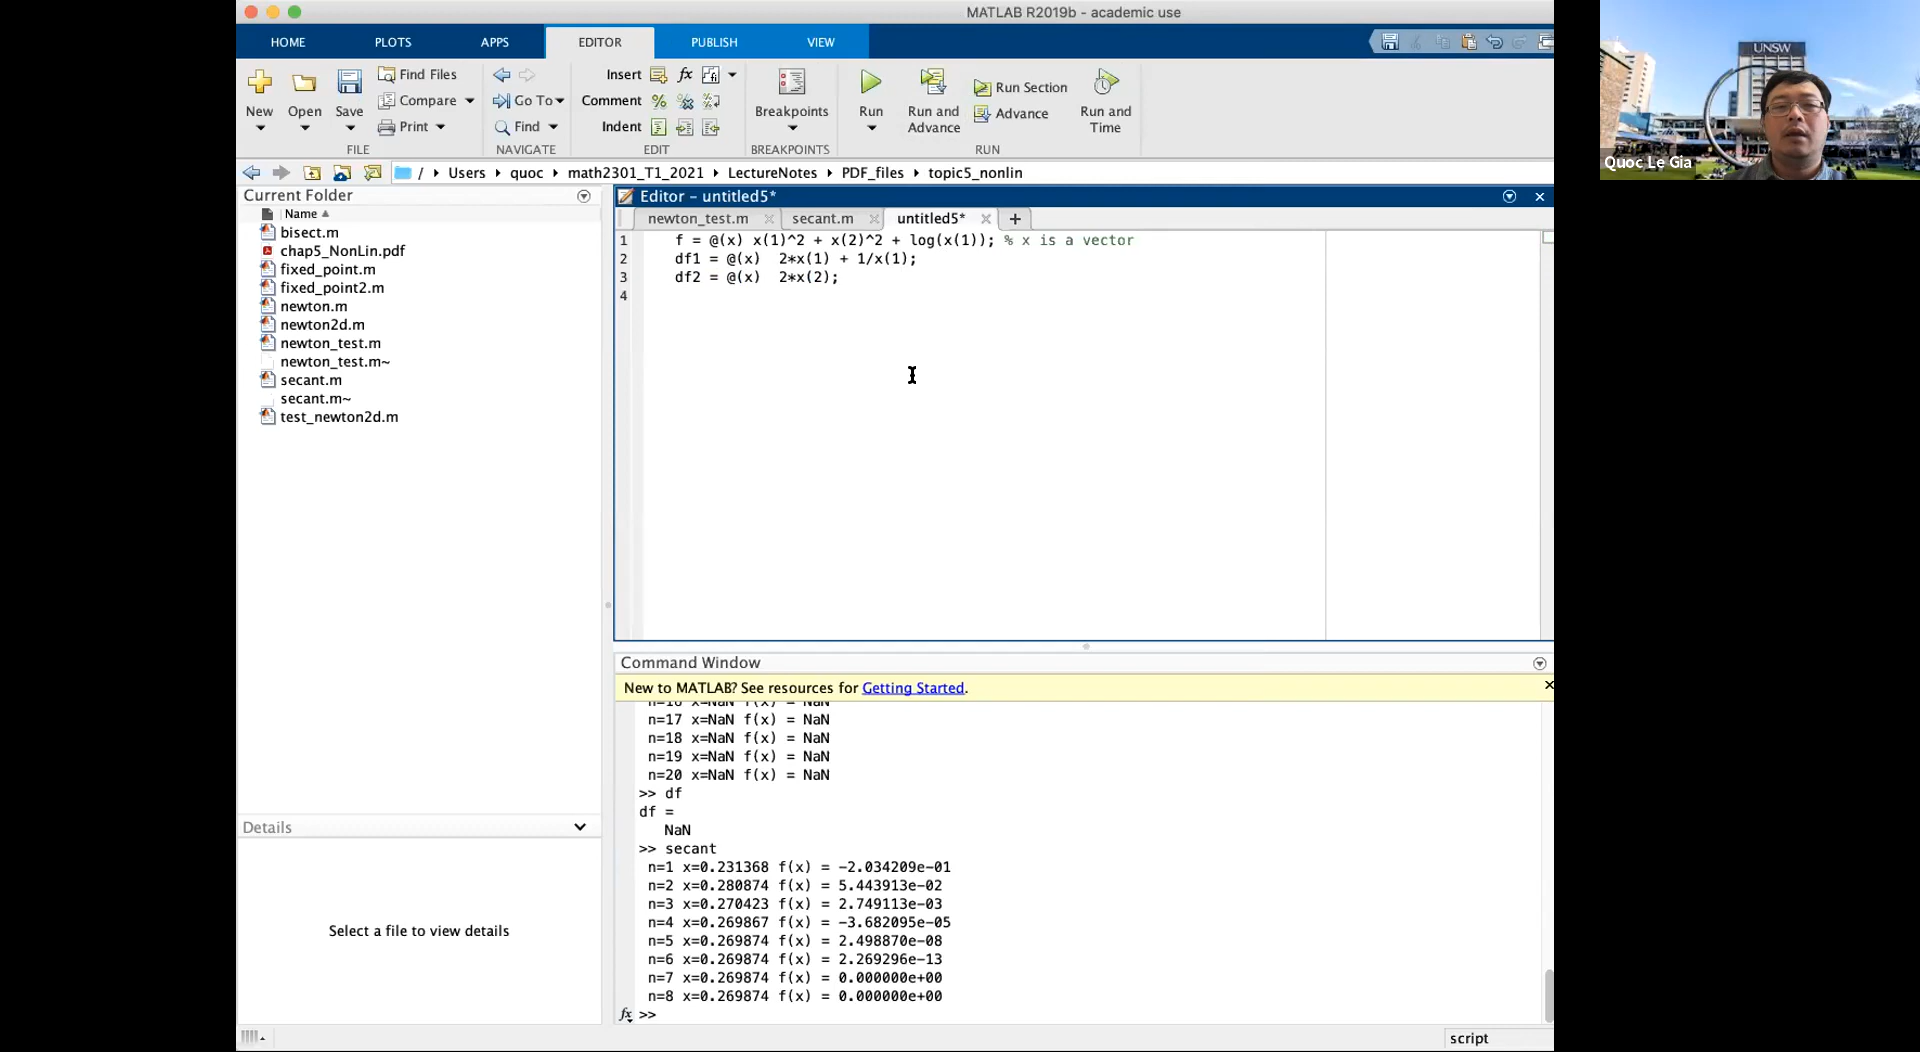 MATLAB R2019b - academic use
HOME PLOTS APPS EDITOR PUBLISH VIEW
New Open Save Find Files Compare Print
FILE
Go To Find
NAVIGATE
Insert fx
Comment
Indent
EDIT
Breakpoints
BREAKPOINTS
Run Run and Advance Run Section Advance Run and Time
RUN
/ Users quoc math2301_T1_2021 LectureNotes PDF_files topic5_nonlin
Current Folder
Name
bisect.m
chap5_NonLin.pdf
fixed_point.m
fixed_point2.m
newton.m
newton2d.m
newton_test.m
newton_test.m~
secant.m
secant.m~
test_newton2d.m
Details
Select a file to view details
Editor - untitled5*
newton_test.m secant.m untitled5* +
1 f = @(x) x(1)^2 + x(2)^2 + log(x(1)); % x is a vector
2 df1 = @(x)  2*x(1) + 1/x(1);
3 df2 = @(x)  2*x(2);
4
Command Window
New to MATLAB? See resources for Getting Started.
n=16 x=NaN f(x) = NaN
n=17 x=NaN f(x) = NaN
n=18 x=NaN f(x) = NaN
n=19 x=NaN f(x) = NaN
n=20 x=NaN f(x) = NaN
>> df
df =
NaN
>> secant
n=1 x=0.231368 f(x) = -2.034209e-01
n=2 x=0.280874 f(x) = 5.443913e-02
n=3 x=0.270423 f(x) = 2.749113e-03
n=4 x=0.269867 f(x) = -3.682095e-05
n=5 x=0.269874 f(x) = 2.498870e-08
n=6 x=0.269874 f(x) = 2.269296e-13
n=7 x=0.269874 f(x) = 0.000000e+00
n=8 x=0.269874 f(x) = 0.000000e+00
fx >>
script
UNSW
Quoc Le Gia